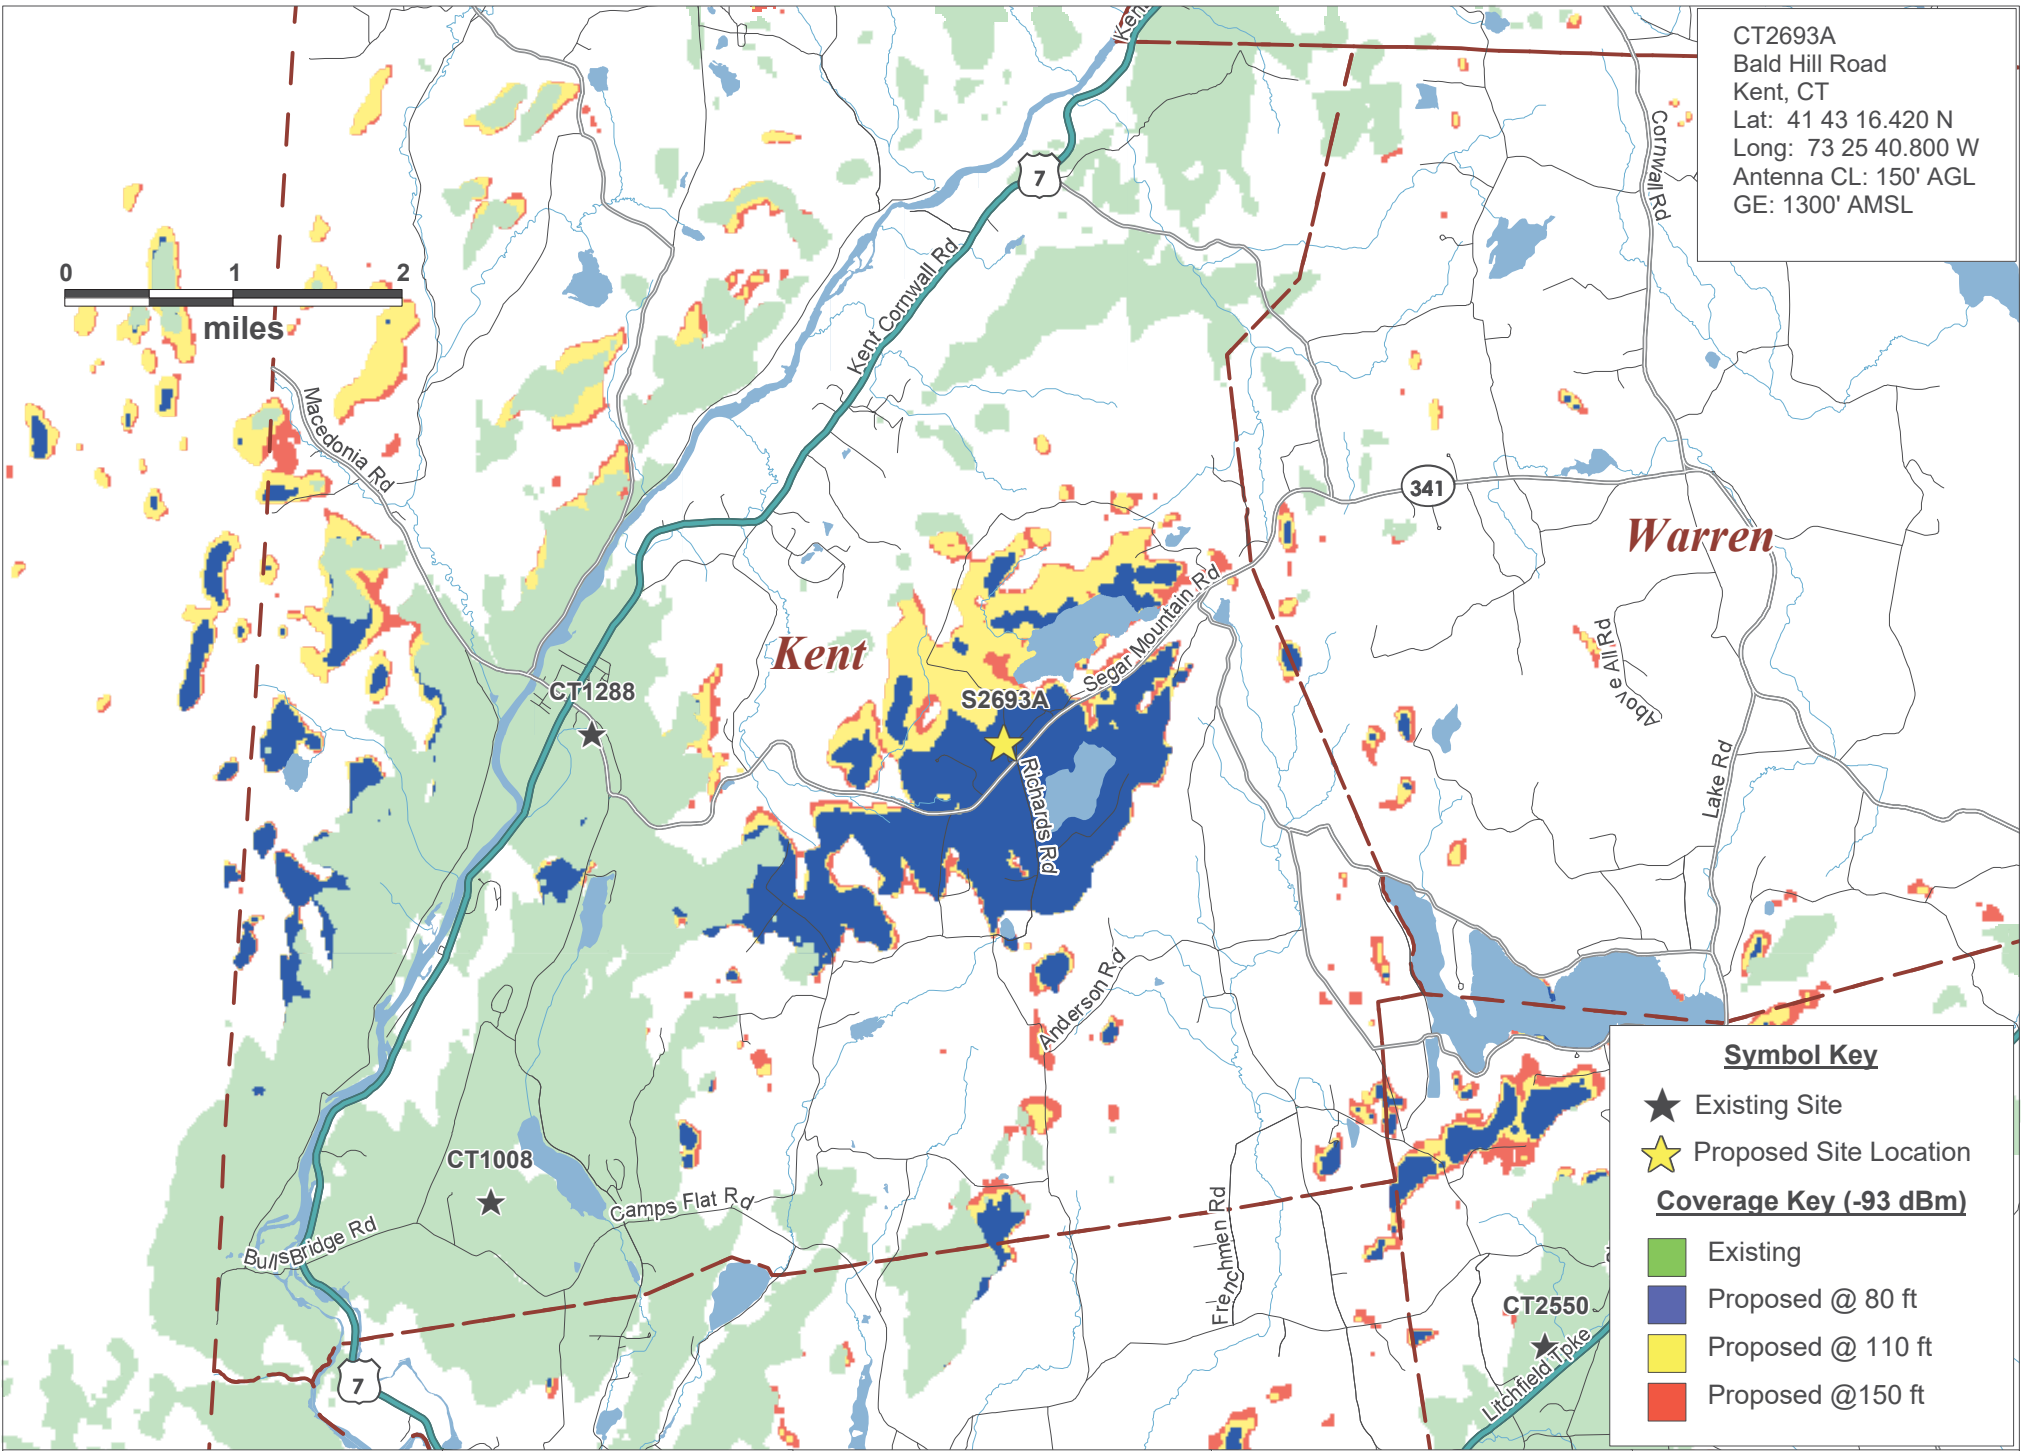 Kent
CT2693A
Bald Hill Road
Kent, CT
Lat: 41 43 16.420 N
Long: 73 25 40.800 W
Antenna CL: 150' AGL
GE: 1300' AMSL
7
Cornwall Rd
0 1 2
miles
Kent Cornwall Rd
Macedonia Rd
341
Warren
Segar Mountain Rd
Kent
Above All Rd
CT1288
S2693A
Richards Rd
Lake Rd
Anderson Rd
CT1008
Camps Flat Rd
Bulls Bridge Rd
Frenchmen Rd
7
CT2550
Litchfield Tpke
Symbol Key
Existing Site
Proposed Site Location
Coverage Key (-93 dBm)
Existing
Proposed @ 80 ft
Proposed @ 110 ft
Proposed @150 ft